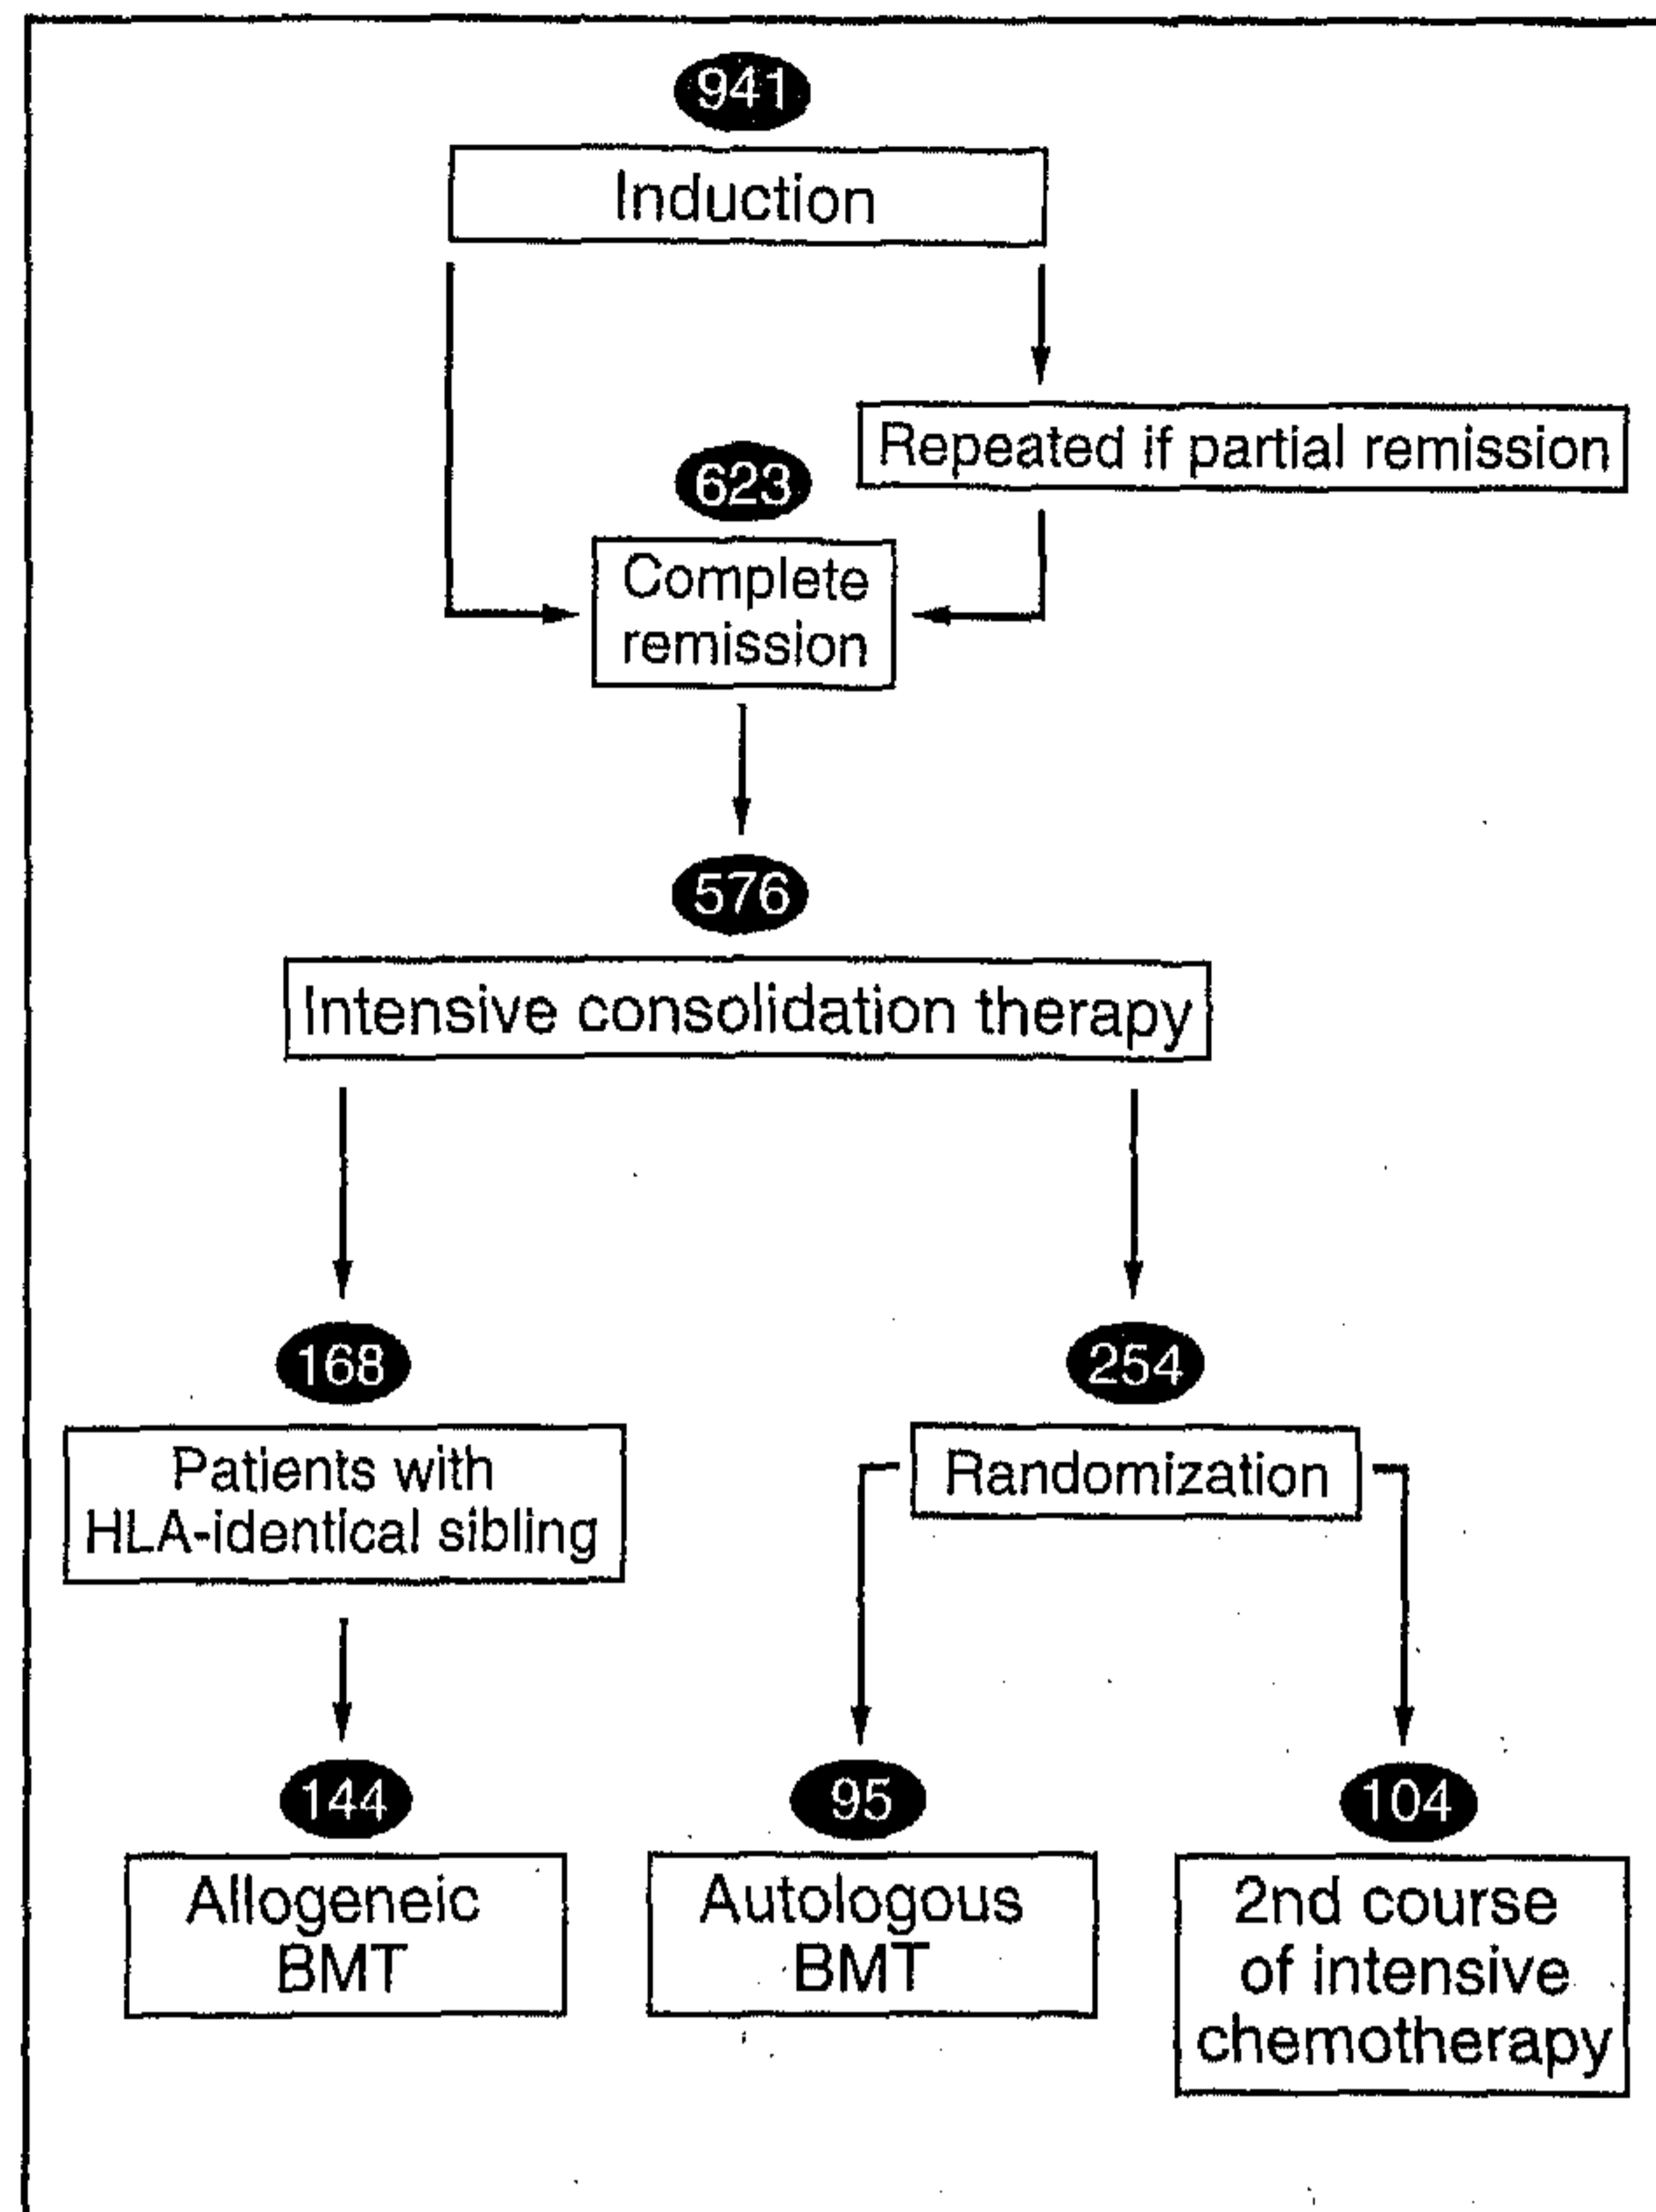 941
Induction
Repeated if partial remission
623
Complete
remission
576
Intensive consolidation therapy
168
254
Patients with
HLA-identical sibling
Randomization
144
95
104
Allogeneic
BMT
Autologous
BMT
2nd course
of intensive
chemotherapy